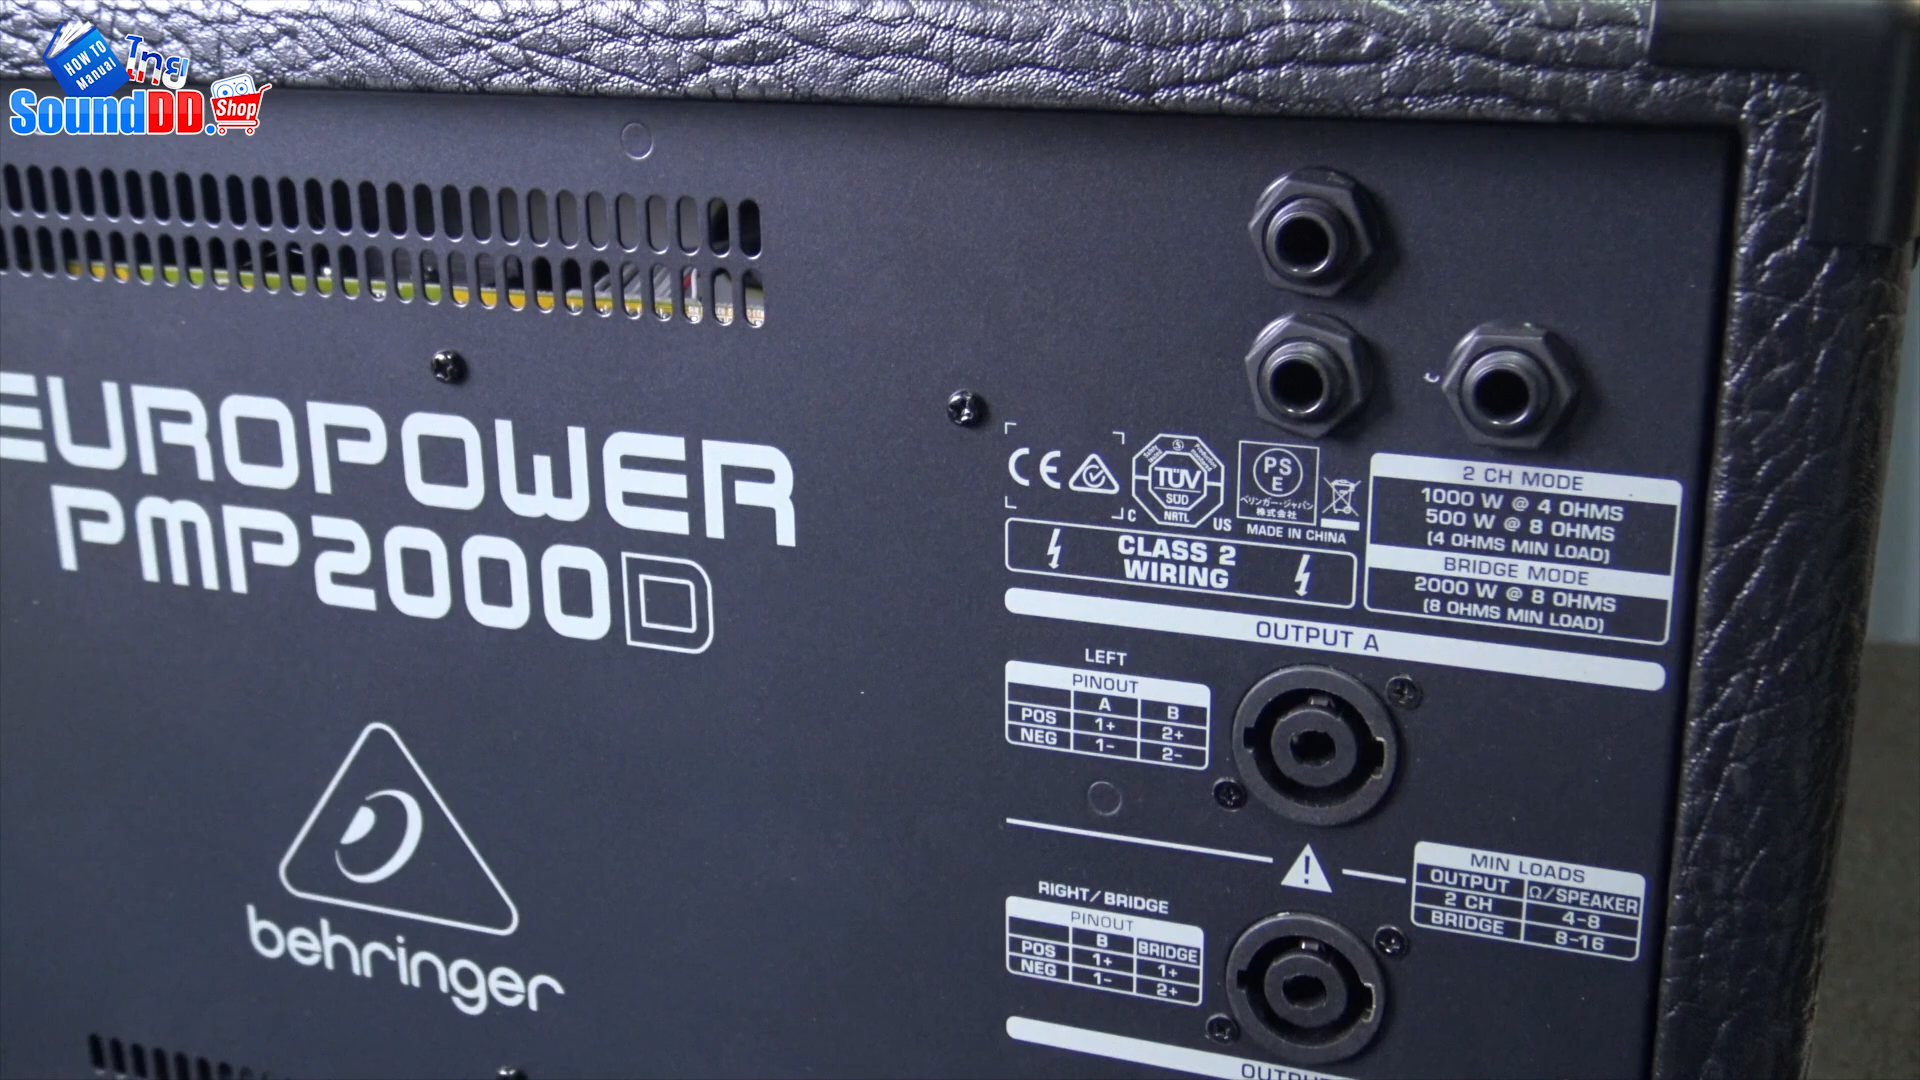 HOW TO
Manual
ไทย
SoundDD.Shop
EUROPOWER
PMP2000D
behringer
CE
TÜV
SÜD
NRTL
C US
PS
E
ベリンガー・ジャパン
株式会社
MADE IN CHINA
CLASS 2
WIRING
2 CH MODE
1000 W @ 4 OHMS
500 W @ 8 OHMS
(4 OHMS MIN LOAD)
BRIDGE MODE
2000 W @ 8 OHMS
(8 OHMS MIN LOAD)
OUTPUT A
LEFT
PINOUT
A B
POS 1+ 2+
NEG 1- 2-
MIN LOADS
OUTPUT Ω/SPEAKER
2 CH 4-8
BRIDGE 8-16
RIGHT/BRIDGE
PINOUT
B BRIDGE
POS 1+ 1+
NEG 1- 2+